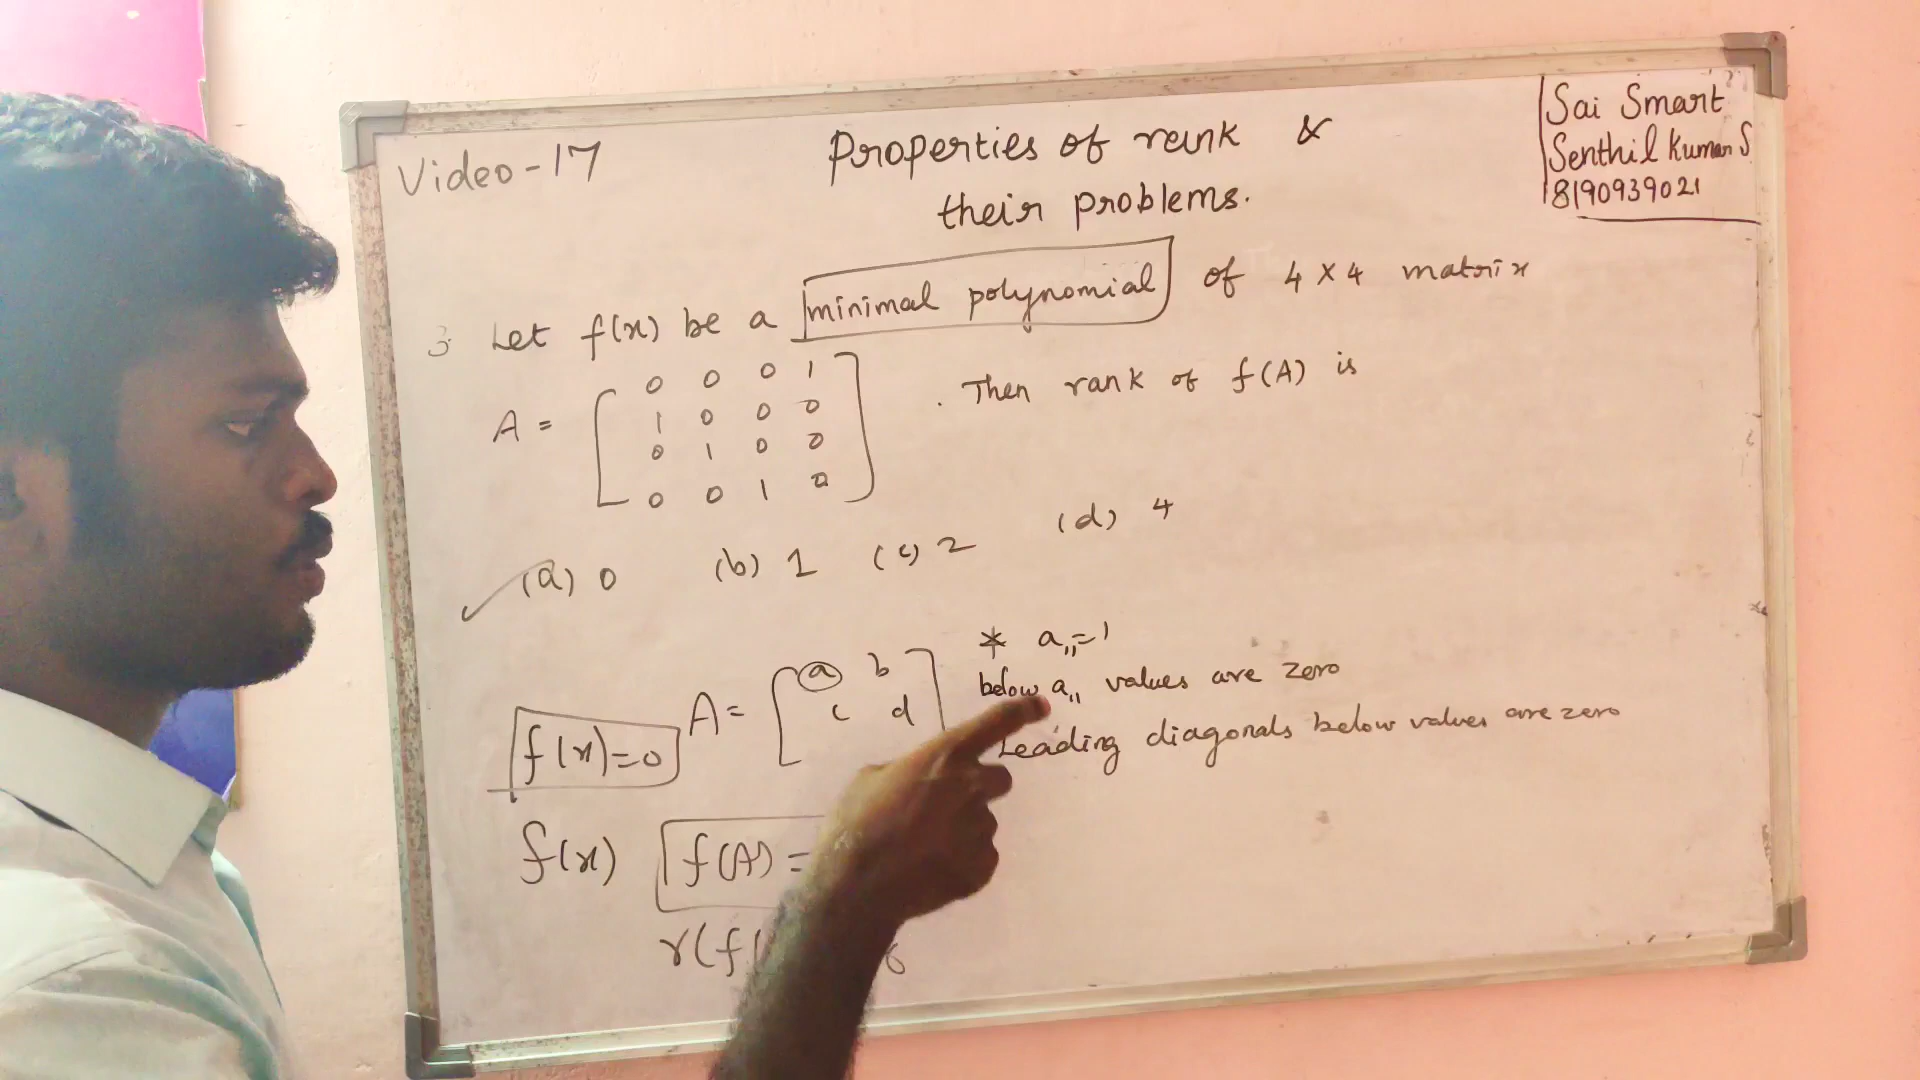 Video-17
Properties of rank &
their problems.
Sai Smart
Senthil Kumar S
8190939021
3 Let f(x) be a minimal polynomial of 4 x 4 matrix
A = [ 0 0 0 1
1 0 0 0
0 1 0 0
0 0 1 0 ] . Then rank of f(A) is
(a) 0 (b) 1 (c) 2 (d) 4
* a₁₁=1
below a₁₁ values are zero
Leading diagonals below values are zero
A = [ a b
c d ]
f(x)=0
f(x) f(A) =
r(f(